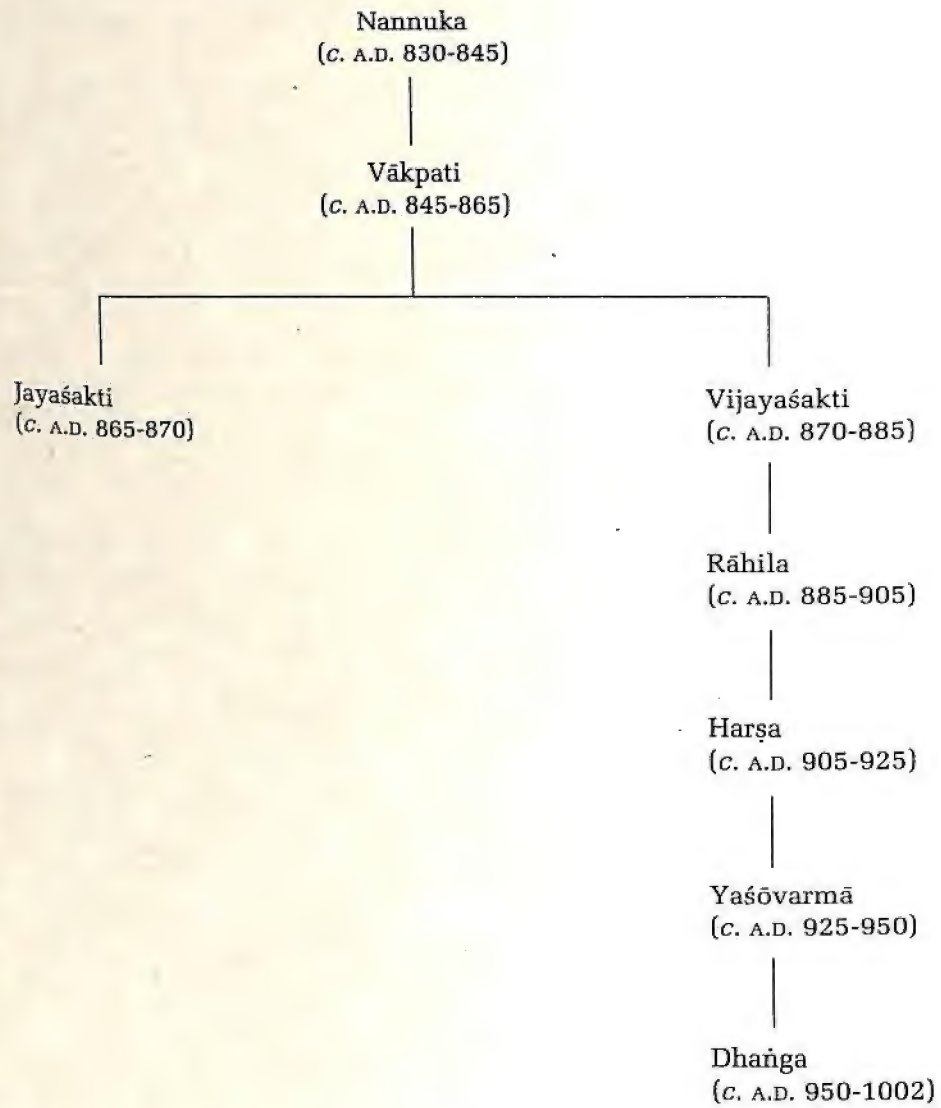 Nannuka
(c. A.D. 830-845)
Vākpati
(c. A.D. 845-865)
Jayaśakti
(c. A.D. 865-870)
Vijayaśakti
(c. A.D. 870-885)
Rāhila
(c. A.D. 885-905)
Harṣa
(c. A.D. 905-925)
Yaśōvarmā
(c. A.D. 925-950)
Dhaṅga
(c. A.D. 950-1002)